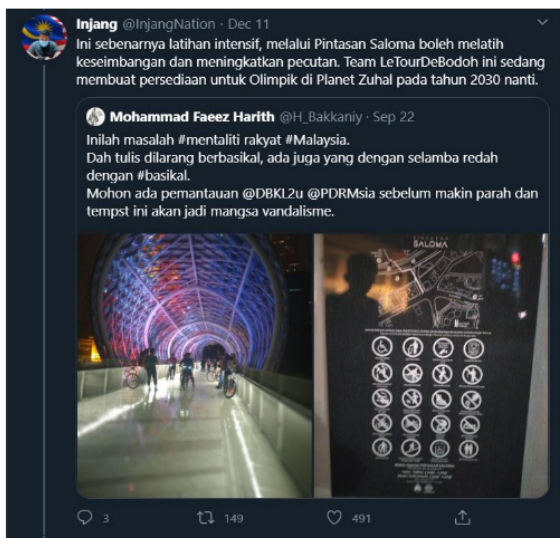 Injang @InjangNation · Dec 11
Ini sebenarnya latihan intensif, melalui Pintasan Saloma boleh melatih
keseimbangan dan meningkatkan pecutan. Team LeTourDeBodoh ini sedang
membuat persediaan untuk Olimpik di Planet Zuhal pada tahun 2030 nanti.
Mohammad Faeez Harith @H_Bakkaniy · Sep 22
Inilah masalah #mentaliti rakyat #Malaysia.
Dah tulis dilarang berbasikal, ada juga yang dengan selamba redah
dengan #basikal.
Mohon ada pemantauan @DBKL2u @PDRMsia sebelum makin parah dan
tempst ini akan jadi mangsa vandalisme.
PINTASAN
SALOMA
3 149 491